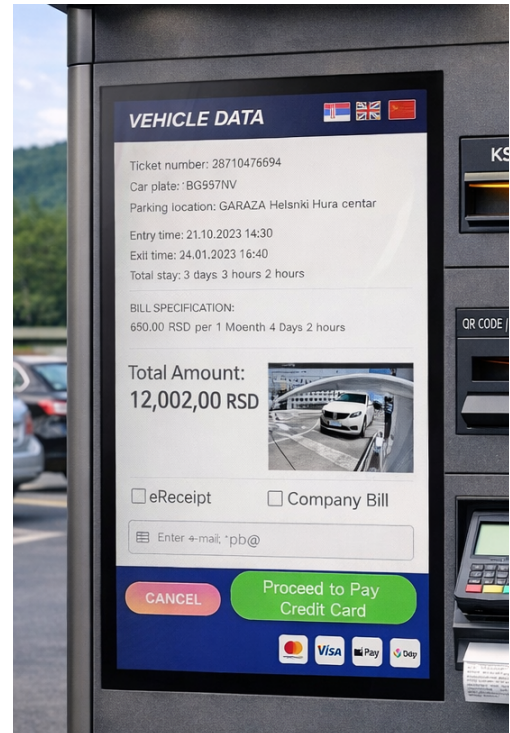 VEHICLE DATA
Ticket number: 28710476694
Car plate: BG597NV
Parking location: GARAZA Helsnki Hura centar
Entry time: 21.10.2023 14:30
Exil time: 24.01.2023 16:40
Total stay: 3 days 3 hours 2 hours
BILL SPECIFICATION:
650.00 RSD per 1 Moenth 4 Days 2 hours
Total Amount:
12,002,00 RSD
eReceipt
Company Bill
Enter e-mail; *pb@
CANCEL
Proceed to Pay
Credit Card
VISA
Pay
KS
QR CODE /